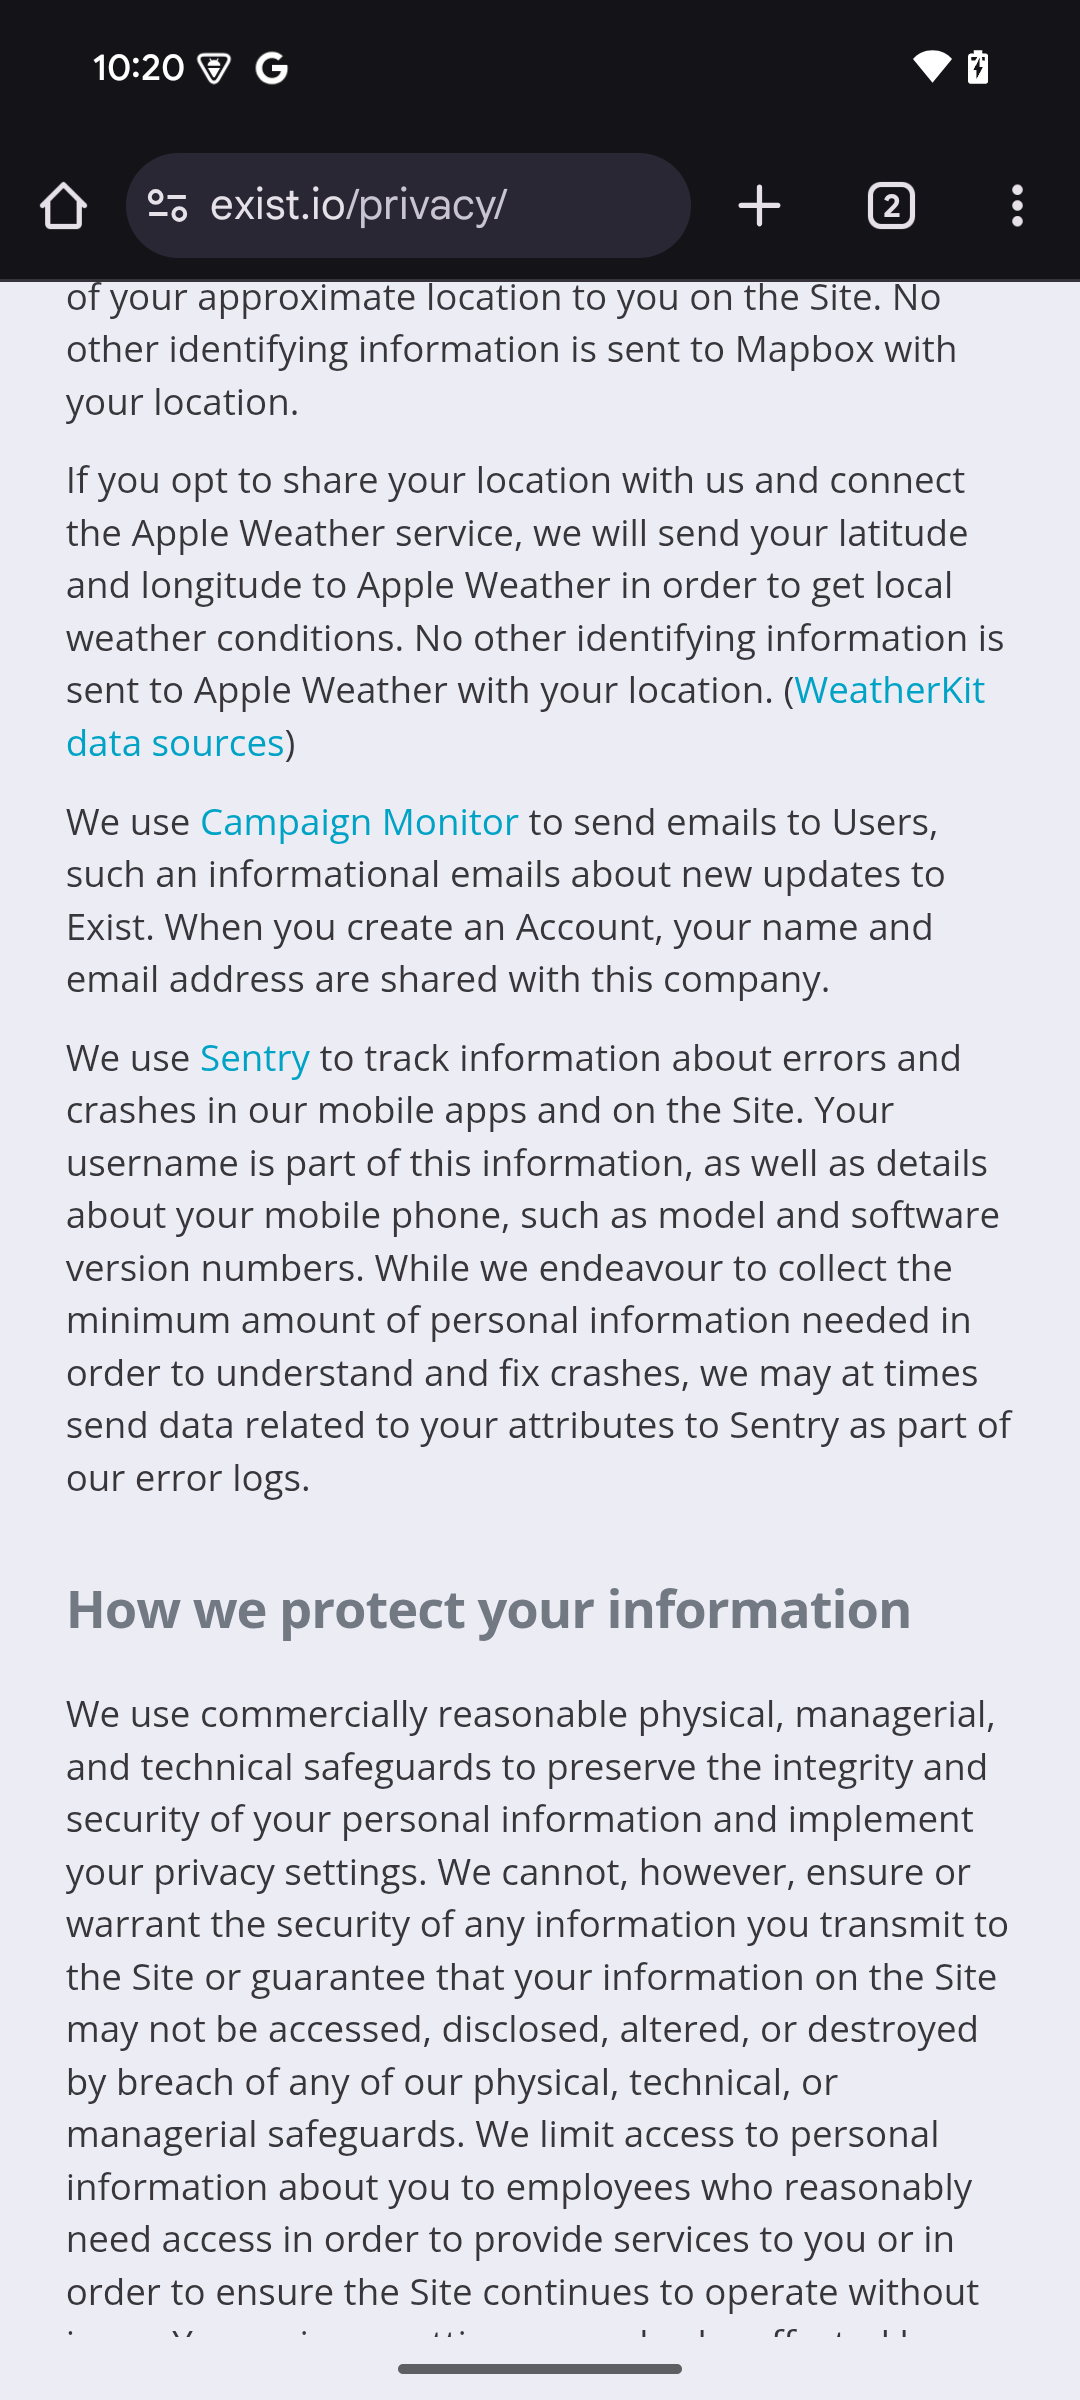 10:20
exist.io/privacy/
2
of your approximate location to you on the Site. No
other identifying information is sent to Mapbox with
your location.
If you opt to share your location with us and connect
the Apple Weather service, we will send your latitude
and longitude to Apple Weather in order to get local
weather conditions. No other identifying information is
sent to Apple Weather with your location. (WeatherKit
data sources)
We use Campaign Monitor to send emails to Users,
such an informational emails about new updates to
Exist. When you create an Account, your name and
email address are shared with this company.
We use Sentry to track information about errors and
crashes in our mobile apps and on the Site. Your
username is part of this information, as well as details
about your mobile phone, such as model and software
version numbers. While we endeavour to collect the
minimum amount of personal information needed in
order to understand and fix crashes, we may at times
send data related to your attributes to Sentry as part of
our error logs.
How we protect your information
We use commercially reasonable physical, managerial,
and technical safeguards to preserve the integrity and
security of your personal information and implement
your privacy settings. We cannot, however, ensure or
warrant the security of any information you transmit to
the Site or guarantee that your information on the Site
may not be accessed, disclosed, altered, or destroyed
by breach of any of our physical, technical, or
managerial safeguards. We limit access to personal
information about you to employees who reasonably
need access in order to provide services to you or in
order to ensure the Site continues to operate without